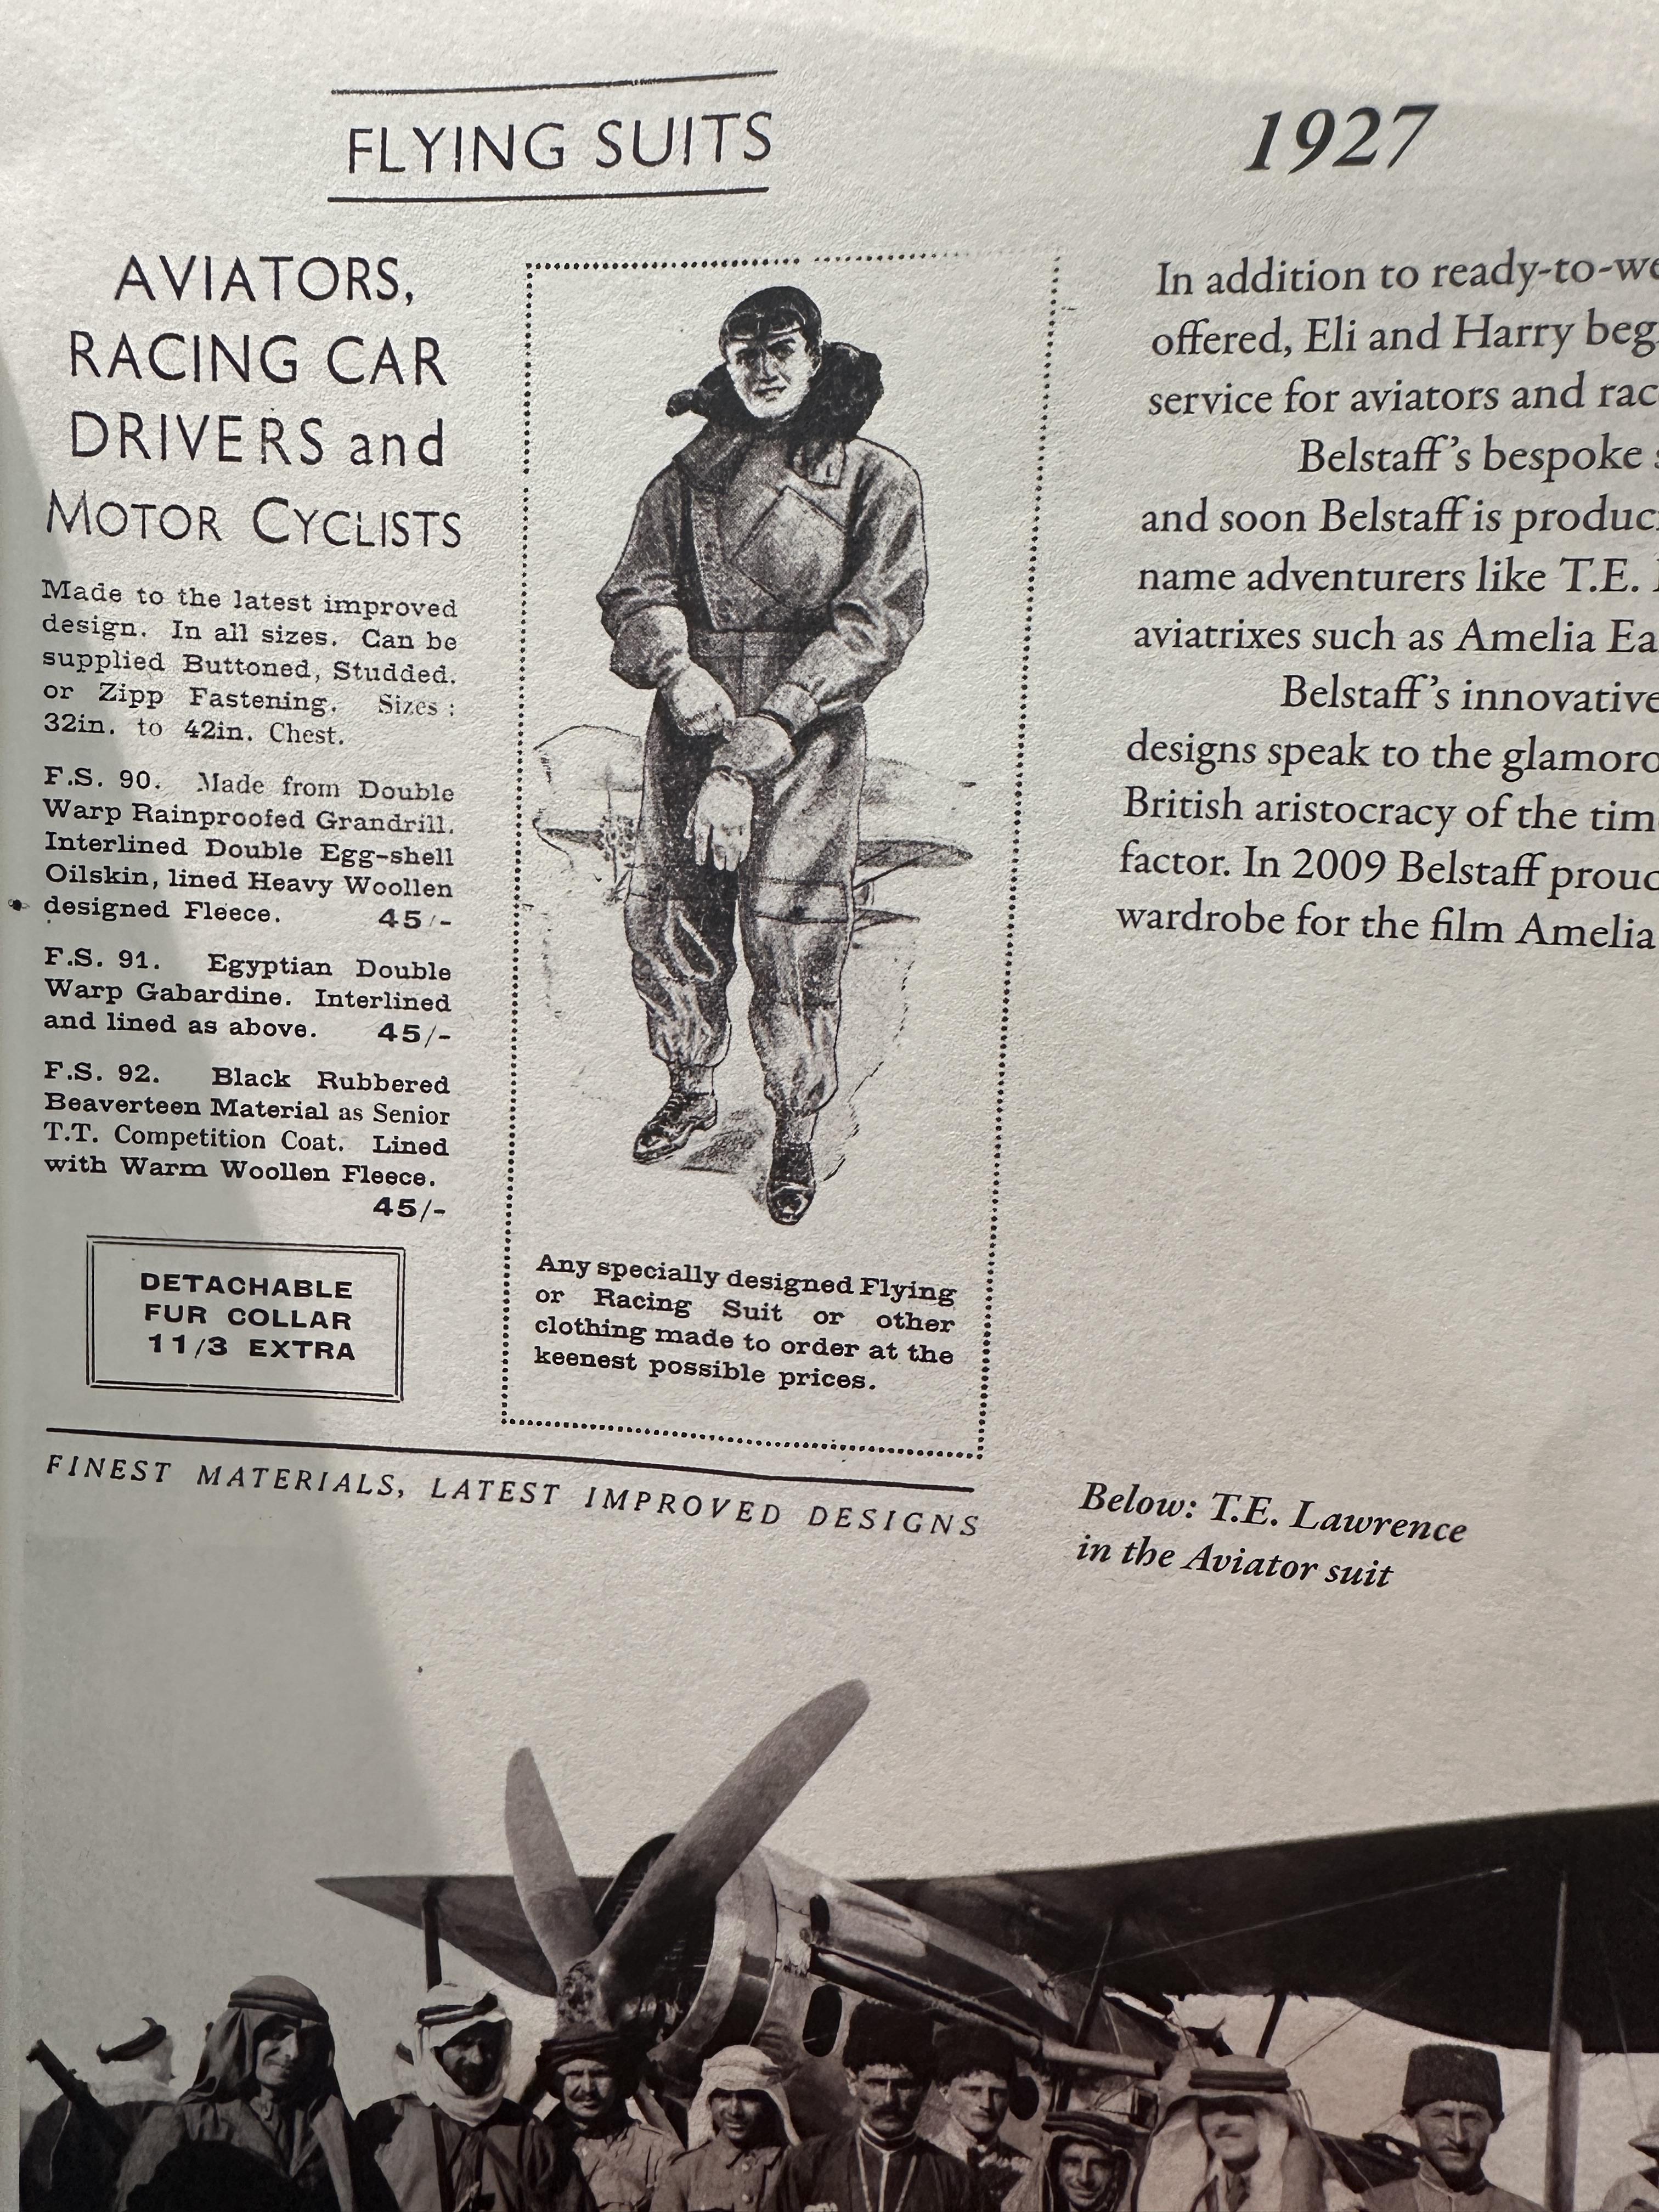 FLYING SUITS
AVIATORS,
RACING CAR
DRIVERS and
MOTOR CYCLISTS
Made to the latest improved
design. In all sizes. Can be
supplied Buttoned, Studded.
or Zipp Fastening. Sizes :
32in. to 42in. Chest.
F.S. 90. Made from Double
Warp Rainproofed Grandrill.
Interlined Double Egg-shell
Oilskin, lined Heavy Woollen
designed Fleece. 45/-
F.S. 91. Egyptian Double
Warp Gabardine. Interlined
and lined as above. 45/-
F.S. 92. Black Rubbered
Beaverteen Material as Senior
T.T. Competition Coat. Lined
with Warm Woollen Fleece.
45/-
DETACHABLE
FUR COLLAR
11/3 EXTRA
Any specially designed Flying
or Racing Suit or other
clothing made to order at the
keenest possible prices.
FINEST MATERIALS, LATEST IMPROVED DESIGNS
1927
In addition to ready-to-we
offered, Eli and Harry beg
service for aviators and rac
Belstaff's bespoke
and soon Belstaff is produc
name adventurers like T.E.
aviatrixes such as Amelia Ea
Belstaff's innovative
designs speak to the glamoro
British aristocracy of the tim
factor. In 2009 Belstaff prou
wardrobe for the film Amelia
Below: T.E. Lawrence
in the Aviator suit